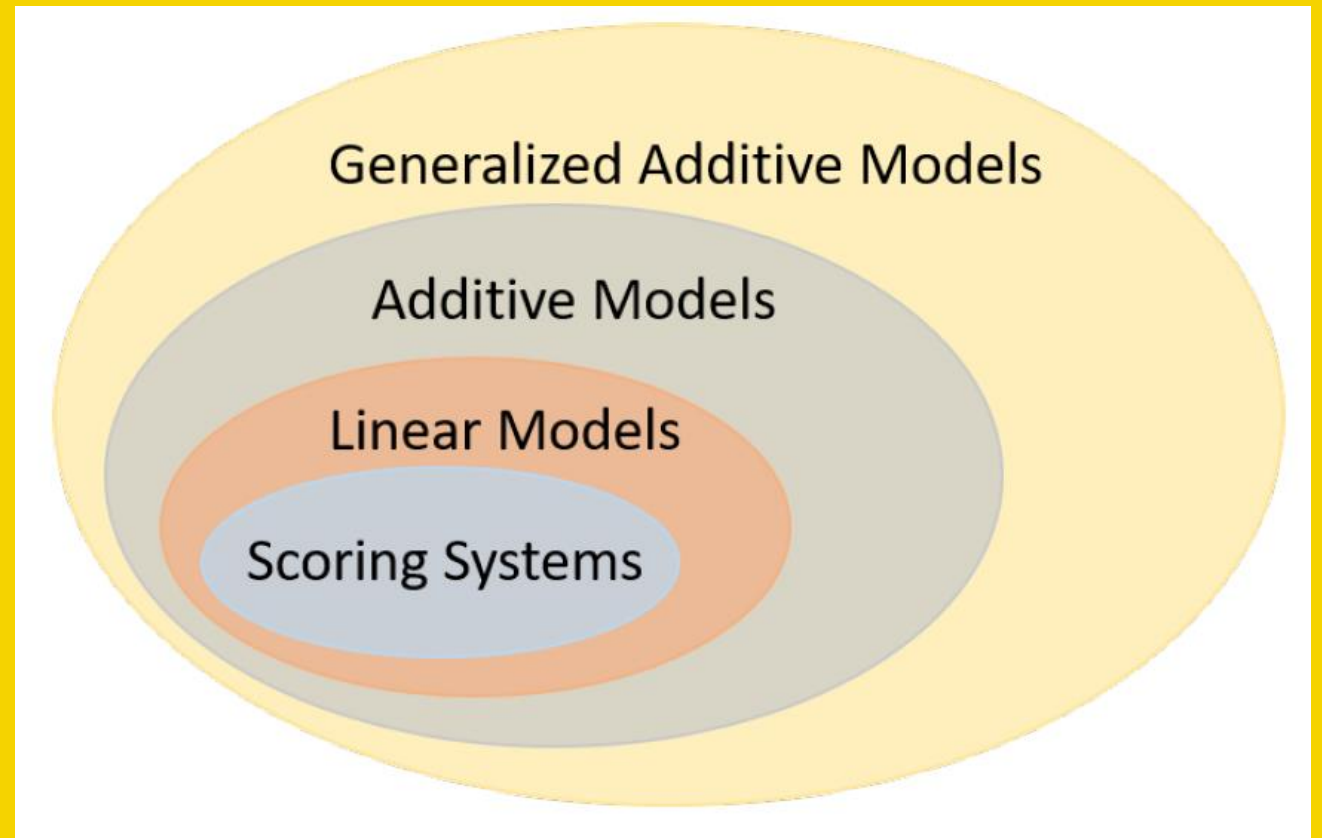 Generalized Additive Models
Additive Models
Linear Models
Scoring Systems